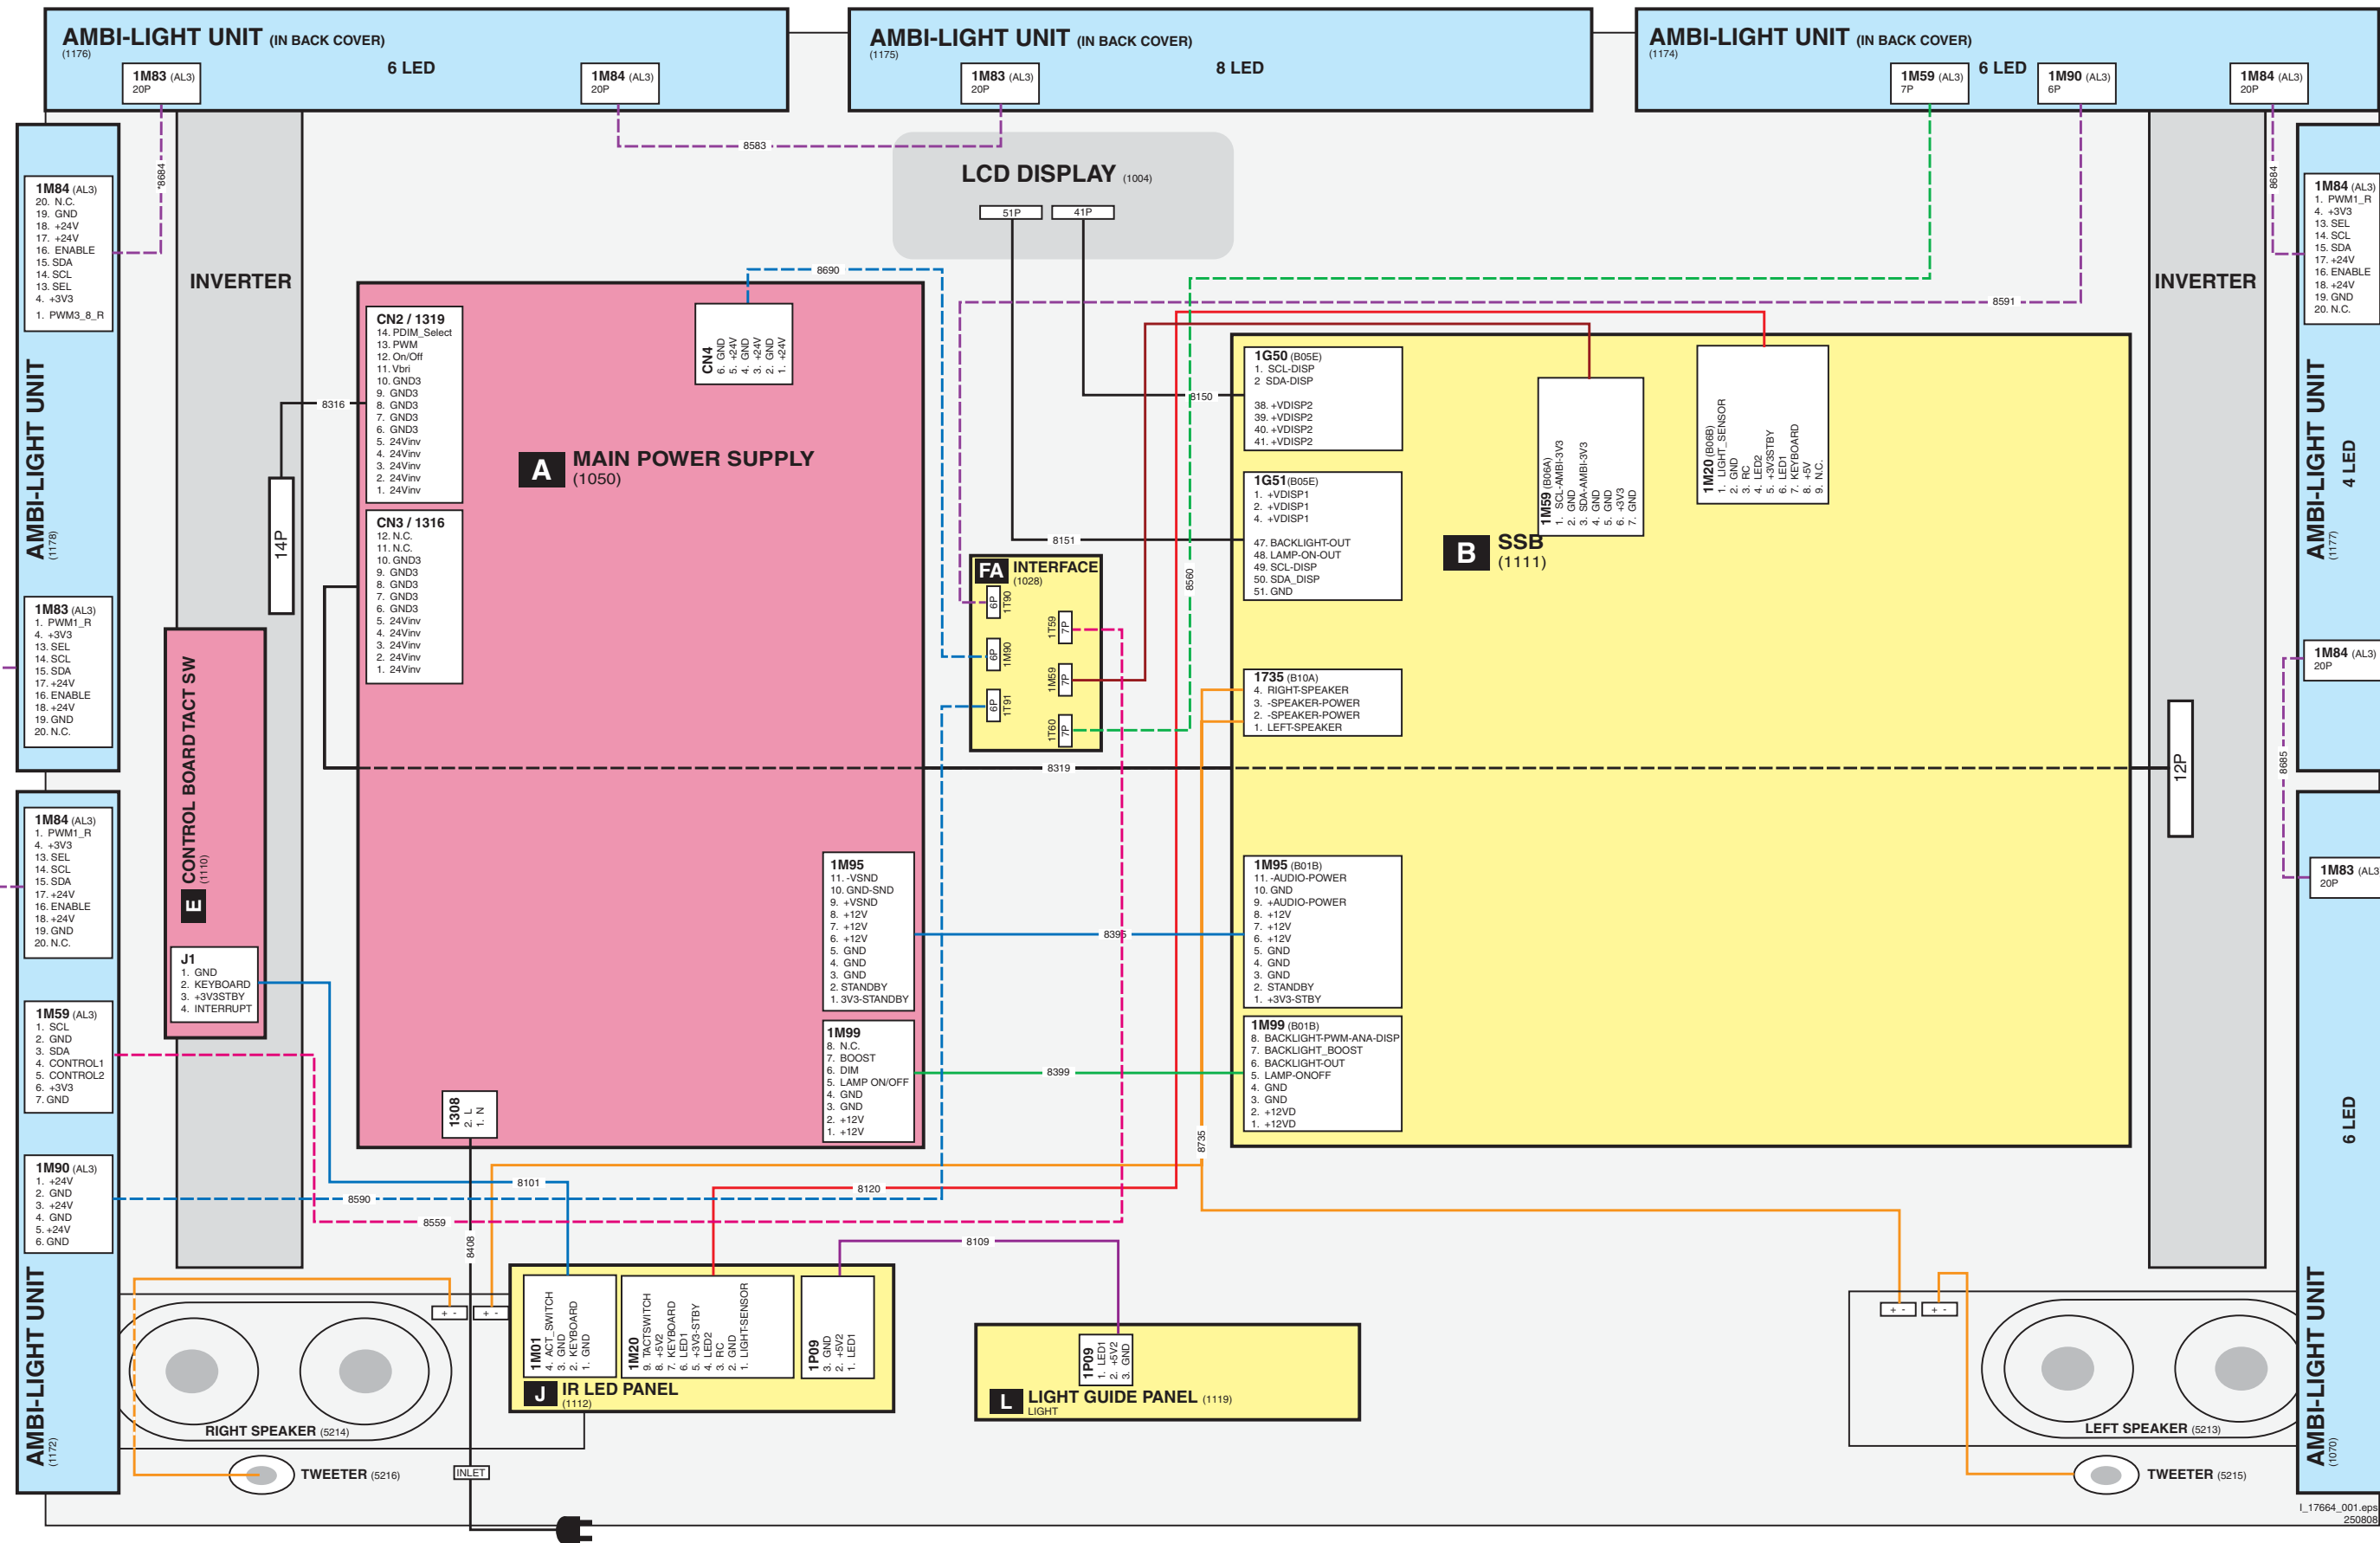 AMBI-LIGHT UNIT (IN BACK COVER)
(1176)
6 LED
1M83 (AL3)
20P
1M84 (AL3)
20P
AMBI-LIGHT UNIT (IN BACK COVER)
(1175)
8 LED
1M83 (AL3)
20P
AMBI-LIGHT UNIT (IN BACK COVER)
(1174)
6 LED
1M59 (AL3)
7P
1M90 (AL3)
6P
1M84 (AL3)
20P
*8684
8583
8684
LCD DISPLAY (1004)
51P
41P
1M84 (AL3)
20. N.C.
19. GND
18. +24V
17. +24V
16. ENABLE
15. SDA
14. SCL
13. SEL
4. +3V3
1. PWM3_8_R
AMBI-LIGHT UNIT
(1178)
1M83 (AL3)
1. PWM1_R
4. +3V3
13. SEL
14. SCL
15. SDA
17. +24V
16. ENABLE
18. +24V
19. GND
20. N.C.
INVERTER
8316
14P
CN2 / 1319
14. PDIM_Select
13. PWM
12. On/Off
11. Vbri
10. GND3
9. GND3
8. GND3
7. GND3
6. GND3
5. 24Vinv
4. 24Vinv
3. 24Vinv
2. 24Vinv
1. 24Vinv
CN3 / 1316
12. N.C.
11. N.C.
10. GND3
9. GND3
8. GND3
7. GND3
6. GND3
5. 24Vinv
4. 24Vinv
3. 24Vinv
2. 24Vinv
1. 24Vinv
8690
CN4
6. GND
5. +24V
4. GND
3. +24V
2. GND
1. +24V
A MAIN POWER SUPPLY
(1050)
8591
8150
8151
8560
FA INTERFACE
(1028)
6P
1T90
6P
1M90
6P
1T91
1T59
7P
1M59
7P
1T60
7P
1G50 (B05E)
1. SCL-DISP
2 SDA-DISP
38. +VDISP2
39. +VDISP2
40. +VDISP2
41. +VDISP2
1G51(B05E)
1. +VDISP1
2. +VDISP1
4. +VDISP1
47. BACKLIGHT-OUT
48. LAMP-ON-OUT
49. SCL-DISP
50. SDA_DISP
51. GND
1M59 (B06A)
1. SCL-AMBI-3V3
2. GND
3. SDA-AMBI-3V3
4. GND
5. GND
6. +3V3
7. GND
1M20 (B06B)
1. LIGHT_SENSOR
2. GND
3. RC
4. LED2
5. +3V3STBY
6. LED1
7. KEYBOARD
8. +5V
9. N.C.
B SSB
(1111)
1735 (B10A)
4. RIGHT-SPEAKER
3. -SPEAKER-POWER
2. -SPEAKER-POWER
1. LEFT-SPEAKER
INVERTER
12P
1M84 (AL3)
1. PWM1_R
4. +3V3
13. SEL
14. SCL
15. SDA
17. +24V
16. ENABLE
18. +24V
19. GND
20. N.C.
AMBI-LIGHT UNIT
(1177)
4 LED
1M84 (AL3)
20P
8685
8319
E CONTROL BOARD TACT SW
(1110)
J1
1. GND
2. KEYBOARD
3. +3V3STBY
4. INTERRUPT
1M84 (AL3)
1. PWM1_R
4. +3V3
13. SEL
14. SCL
15. SDA
17. +24V
16. ENABLE
18. +24V
19. GND
20. N.C.
1M59 (AL3)
1. SCL
2. GND
3. SDA
4. CONTROL1
5. CONTROL2
6. +3V3
7. GND
1M90 (AL3)
1. +24V
2. GND
3. +24V
4. GND
5. +24V
6. GND
AMBI-LIGHT UNIT
(1172)
1M95
11. -VSND
10. GND-SND
9. +VSND
8. +12V
7. +12V
6. +12V
5. GND
4. GND
3. GND
2. STANDBY
1. 3V3-STANDBY
8395
1M95 (B01B)
11. -AUDIO-POWER
10. GND
9. +AUDIO-POWER
8. +12V
7. +12V
6. +12V
5. GND
4. GND
3. GND
2. STANDBY
1. +3V3-STBY
1M99
8. N.C.
7. BOOST
6. DIM
5. LAMP ON/OFF
4. GND
3. GND
2. +12V
1. +12V
8399
1M99 (B01B)
8. BACKLIGHT-PWM-ANA-DISP
7. BACKLIGHT_BOOST
6. BACKLIGHT-OUT
5. LAMP-ONOFF
4. GND
3. GND
2. +12VD
1. +12VD
1308
2. L
1. N
8735
8101
8120
8590
8559
8408
8109
1M83 (AL3
20P
6 LED
AMBI-LIGHT UNIT
(1070)
+ -
+ -
RIGHT SPEAKER (5214)
TWEETER (5216)
INLET
1M01
4. ACT_SWITCH
3. GND
2. KEYBOARD
1. GND
1M20
9. TACTSWITCH
8. +5V2
7. KEYBOARD
6. LED1
5. +3V3-STBY
4. LED2
3. RC
2. GND
1. LIGHT-SENSOR
1P09
3. GND
2. +5V2
1. LED1
J IR LED PANEL
(1112)
1P09
1. LED1
2. +5V2
3. GND
L LIGHT GUIDE PANEL (1119)
LIGHT
+ -
+ -
LEFT SPEAKER (5213)
TWEETER (5215)
I_17664_001.eps
250808